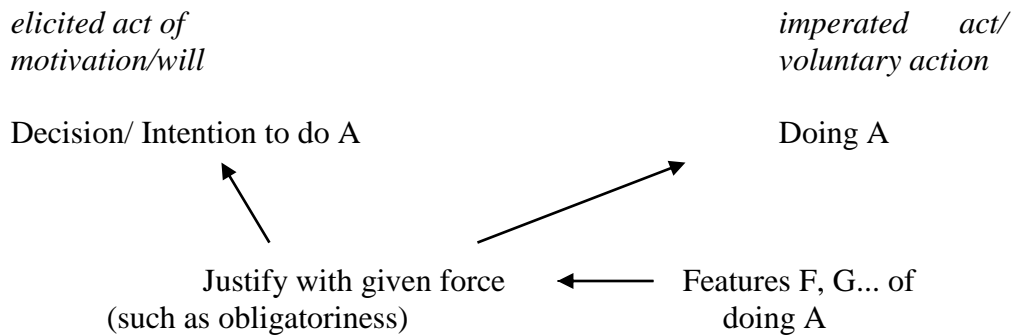 elicited act of
motivation/will
imperated act/
voluntary action
Decision/ Intention to do A
Doing A
Justify with given force
(such as obligatoriness)
Features F, G... of
doing A